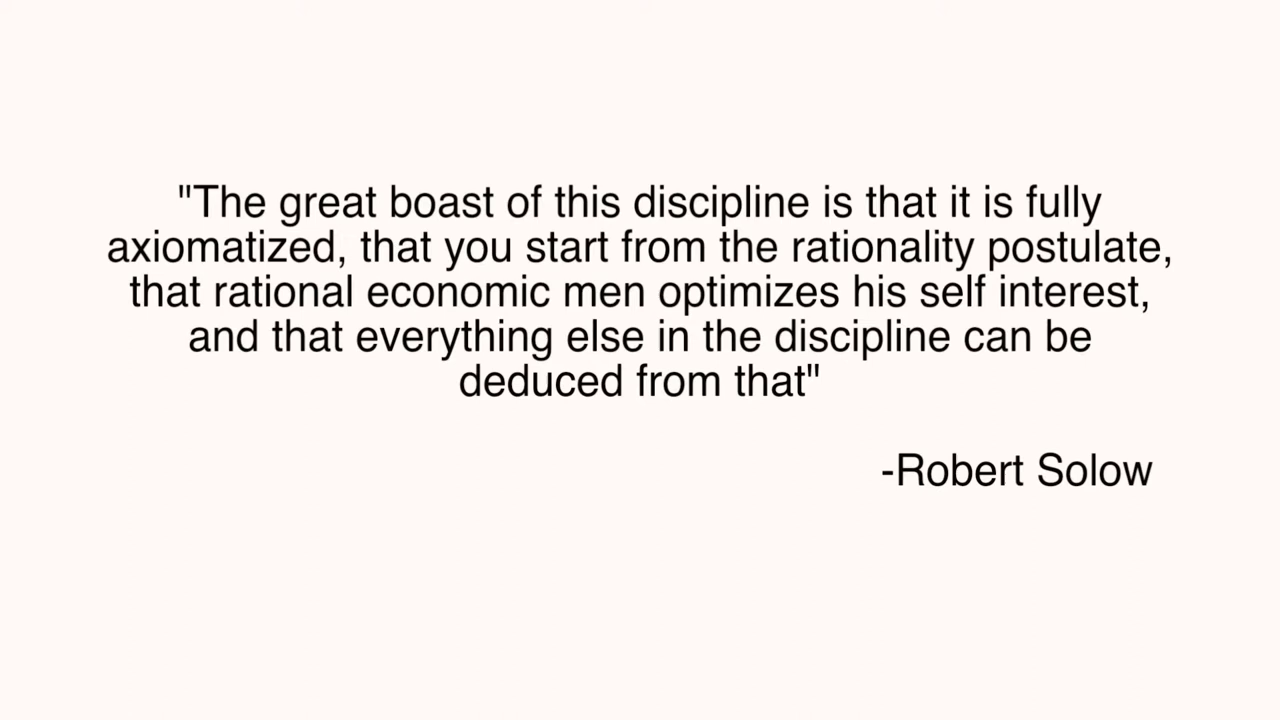 "The great boast of this discipline is that it is fully
axiomatized, that you start from the rationality postulate,
that rational economic men optimizes his self interest,
and that everything else in the discipline can be
deduced from that"
-Robert Solow